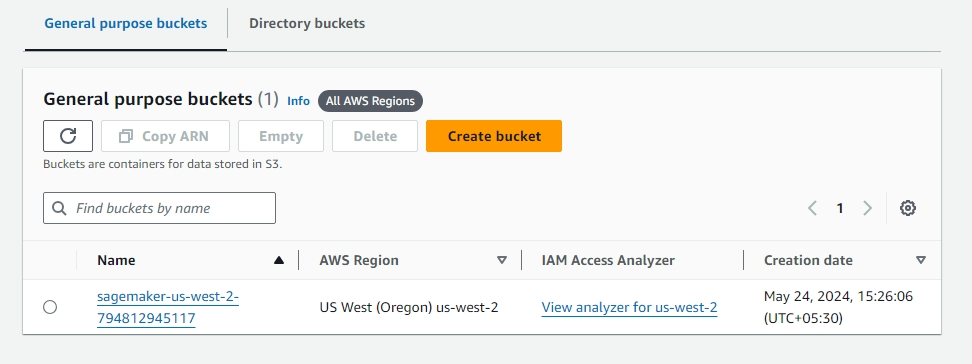 General purpose buckets
Directory buckets
General purpose buckets (1) Info All AWS Regions
Copy ARN Empty Delete Create bucket
Buckets are containers for data stored in S3.
Find buckets by name
1
Name AWS Region IAM Access Analyzer Creation date
sagemaker-us-west-2-
794812945117
US West (Oregon) us-west-2
View analyzer for us-west-2
May 24, 2024, 15:26:06
(UTC+05:30)